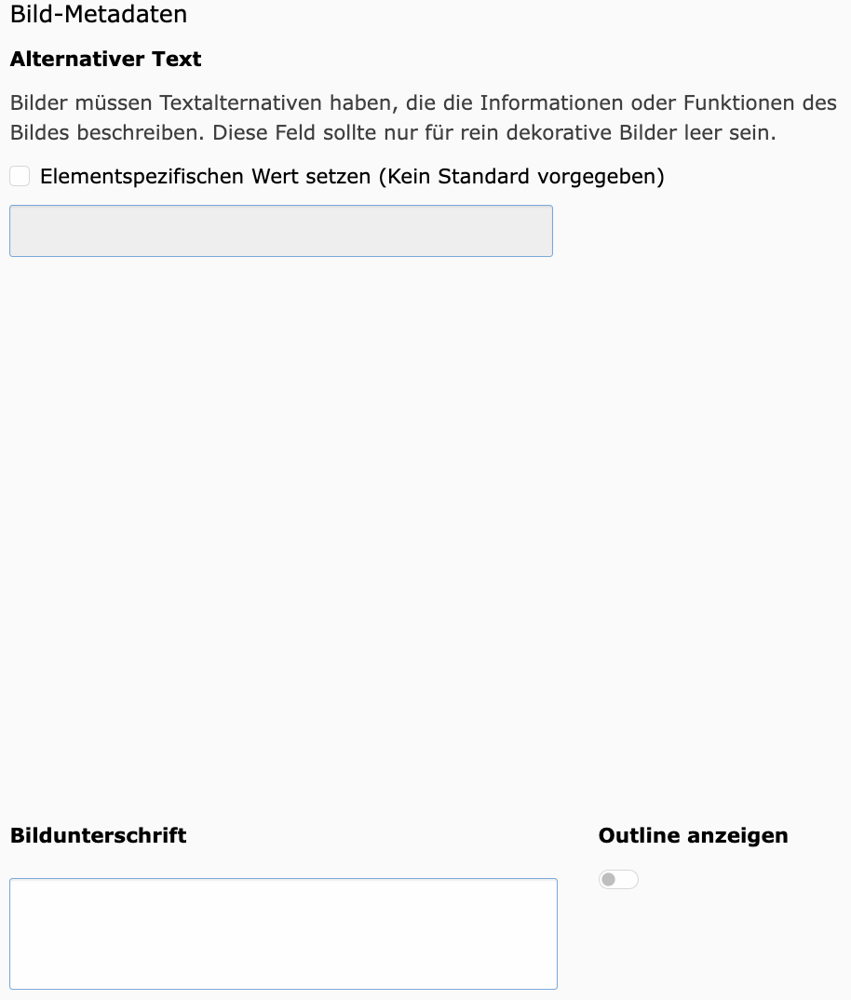 Bild-Metadaten
Alternativer Text
Bilder müssen Textalternativen haben, die die Informationen oder Funktionen des
Bildes beschreiben. Diese Feld sollte nur für rein dekorative Bilder leer sein.
Elementspezifischen Wert setzen (Kein Standard vorgegeben)
Bildunterschrift
Outline anzeigen